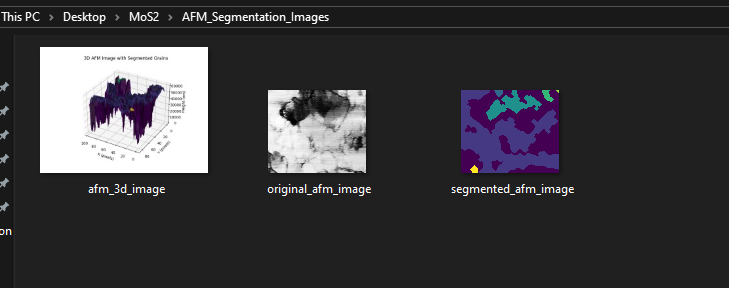 This PC > Desktop > MoS2 > AFM_Segmentation_Images
3D AFM Image with Segmented Grains
afm_3d_image
original_afm_image
segmented_afm_image
on